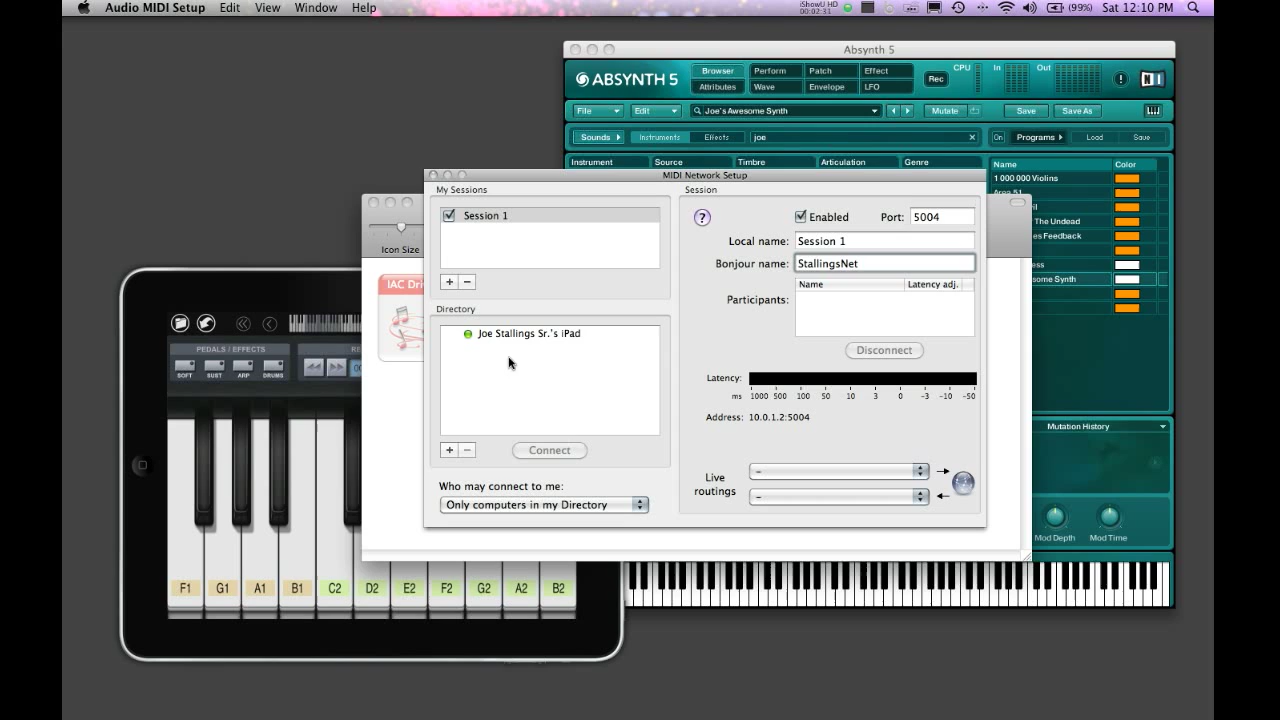 Audio MIDI Setup Edit View Window Help
iShowU HD
00:02:31
(99%) Sat 12:10 PM
Absynth 5
ABSYNTH 5
Browser Perform Patch Effect
Attributes Wave Envelope LFO
Rec
CPU In Out
!
File Edit Joe's Awesome Synth Mutate Save Save As
Sounds Instruments Effects joe On Programs Load Save
Instrument Source Timbre Articulation Genre
Name Color
1 000 000 Violins
Area 51
The Undead
es Feedback
ess
esome Synth
Mutation History
Mod Depth Mod Time
MIDI Network Setup
My Sessions
Session 1
+ −
Directory
Joe Stallings Sr.'s iPad
+ −
Connect
Who may connect to me:
Only computers in my Directory
Session
?
Enabled Port: 5004
Local name: Session 1
Bonjour name: StallingsNet
Participants:
Name Latency adj.
Disconnect
Latency:
ms 1000 500 100 50 10 3 0 -3 -10 -50
Address: 10.0.1.2:5004
Live
routings
–
–
Icon Size
IAC Dri
PEDALS / EFFECTS
RE
SOFT SUST ARP DRUMS
F1 G1 A1 B1 C2 D2 E2 F2 G2 A2 B2